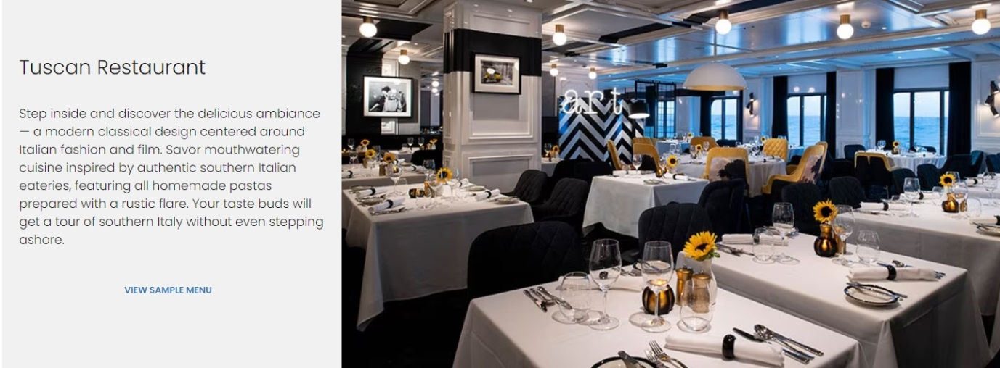 Tuscan Restaurant
Step inside and discover the delicious ambiance
— a modern classical design centered around
Italian fashion and film. Savor mouthwatering
cuisine inspired by authentic southern Italian
eateries, featuring all homemade pastas
prepared with a rustic flare. Your taste buds will
get a tour of southern Italy without even stepping
ashore.
VIEW SAMPLE MENU
art